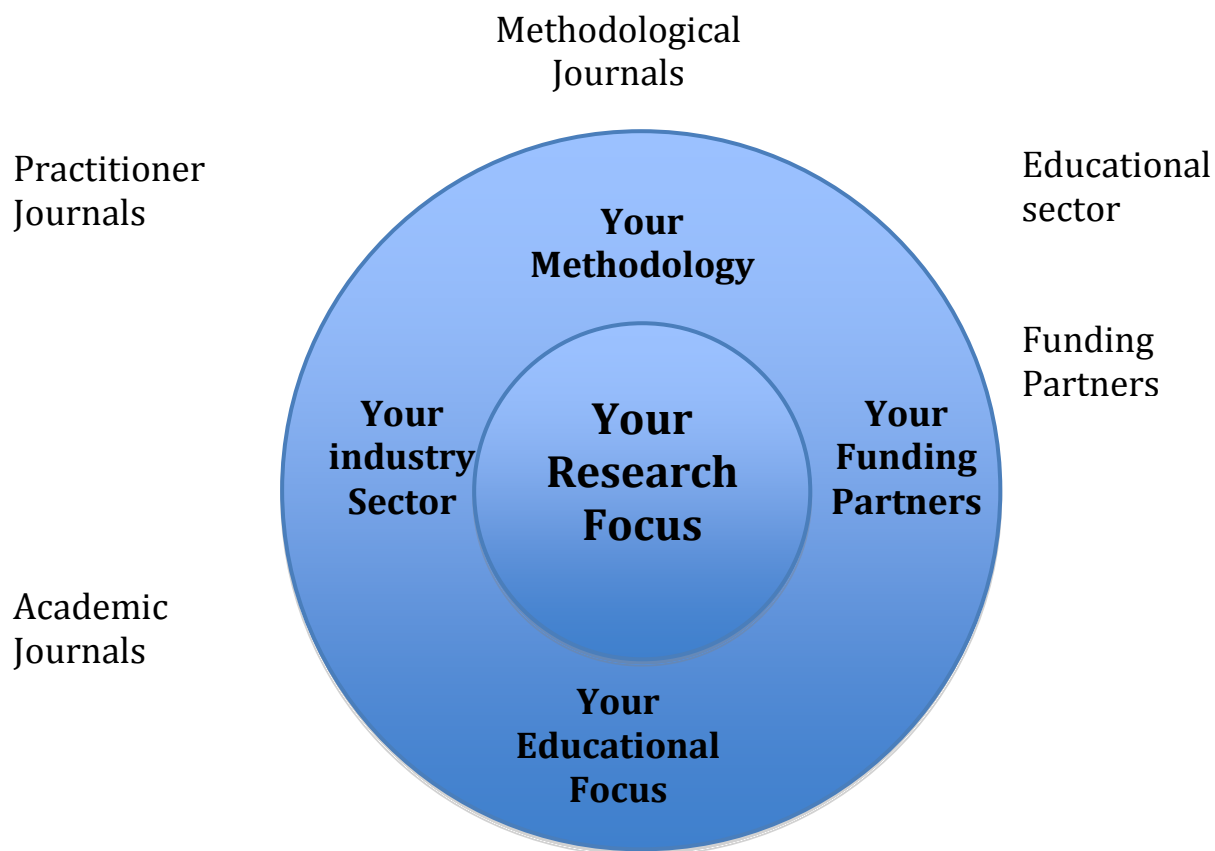 Methodological
Journals
Practitioner
Journals
Educational
sector
Your
Methodology
Funding
Partners
Your
industry
Sector
Your
Research
Focus
Your
Funding
Partners
Academic
Journals
Your
Educational
Focus